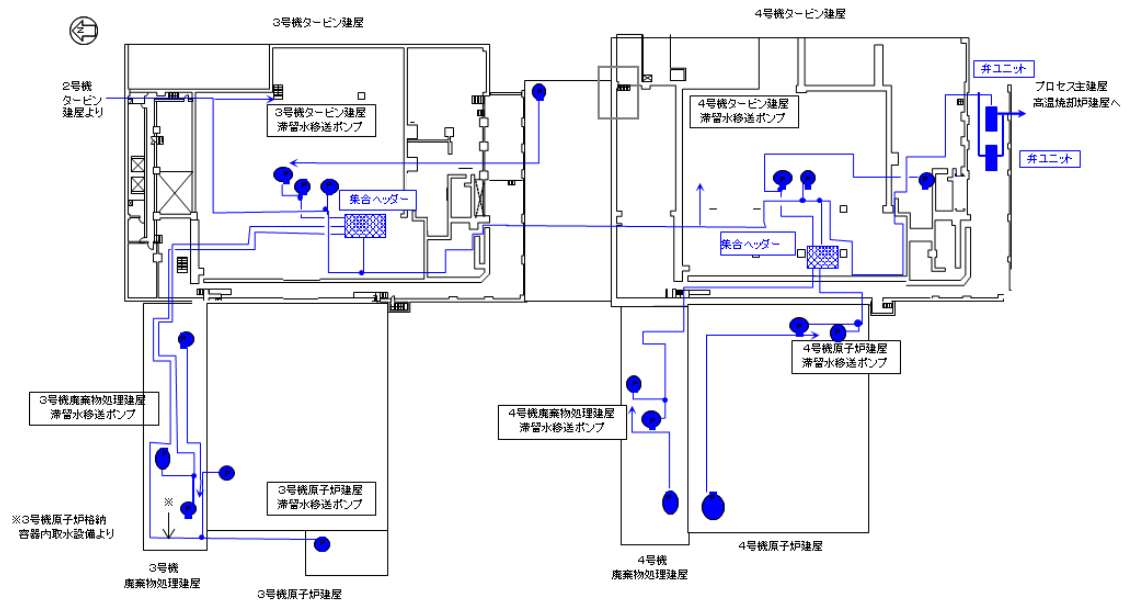 3号機タービン建屋
4号機タービン建屋
2号機
タービン
建屋より
3号機タービン建屋
滞留水移送ポンプ
4号機タービン建屋
滞留水移送ポンプ
弁ユニット
プロセス主建屋
高温焼却炉建屋へ
弁ユニット
集合ヘッダー
集合ヘッダー
4号機原子炉建屋
滞留水移送ポンプ
3号機廃棄物処理建屋
滞留水移送ポンプ
4号機廃棄物処理建屋
滞留水移送ポンプ
3号機原子炉建屋
滞留水移送ポンプ
※
※3号機原子炉格納
容器内取水設備より
3号機
廃棄物処理建屋
3号機原子炉建屋
4号機
廃棄物処理建屋
4号機原子炉建屋